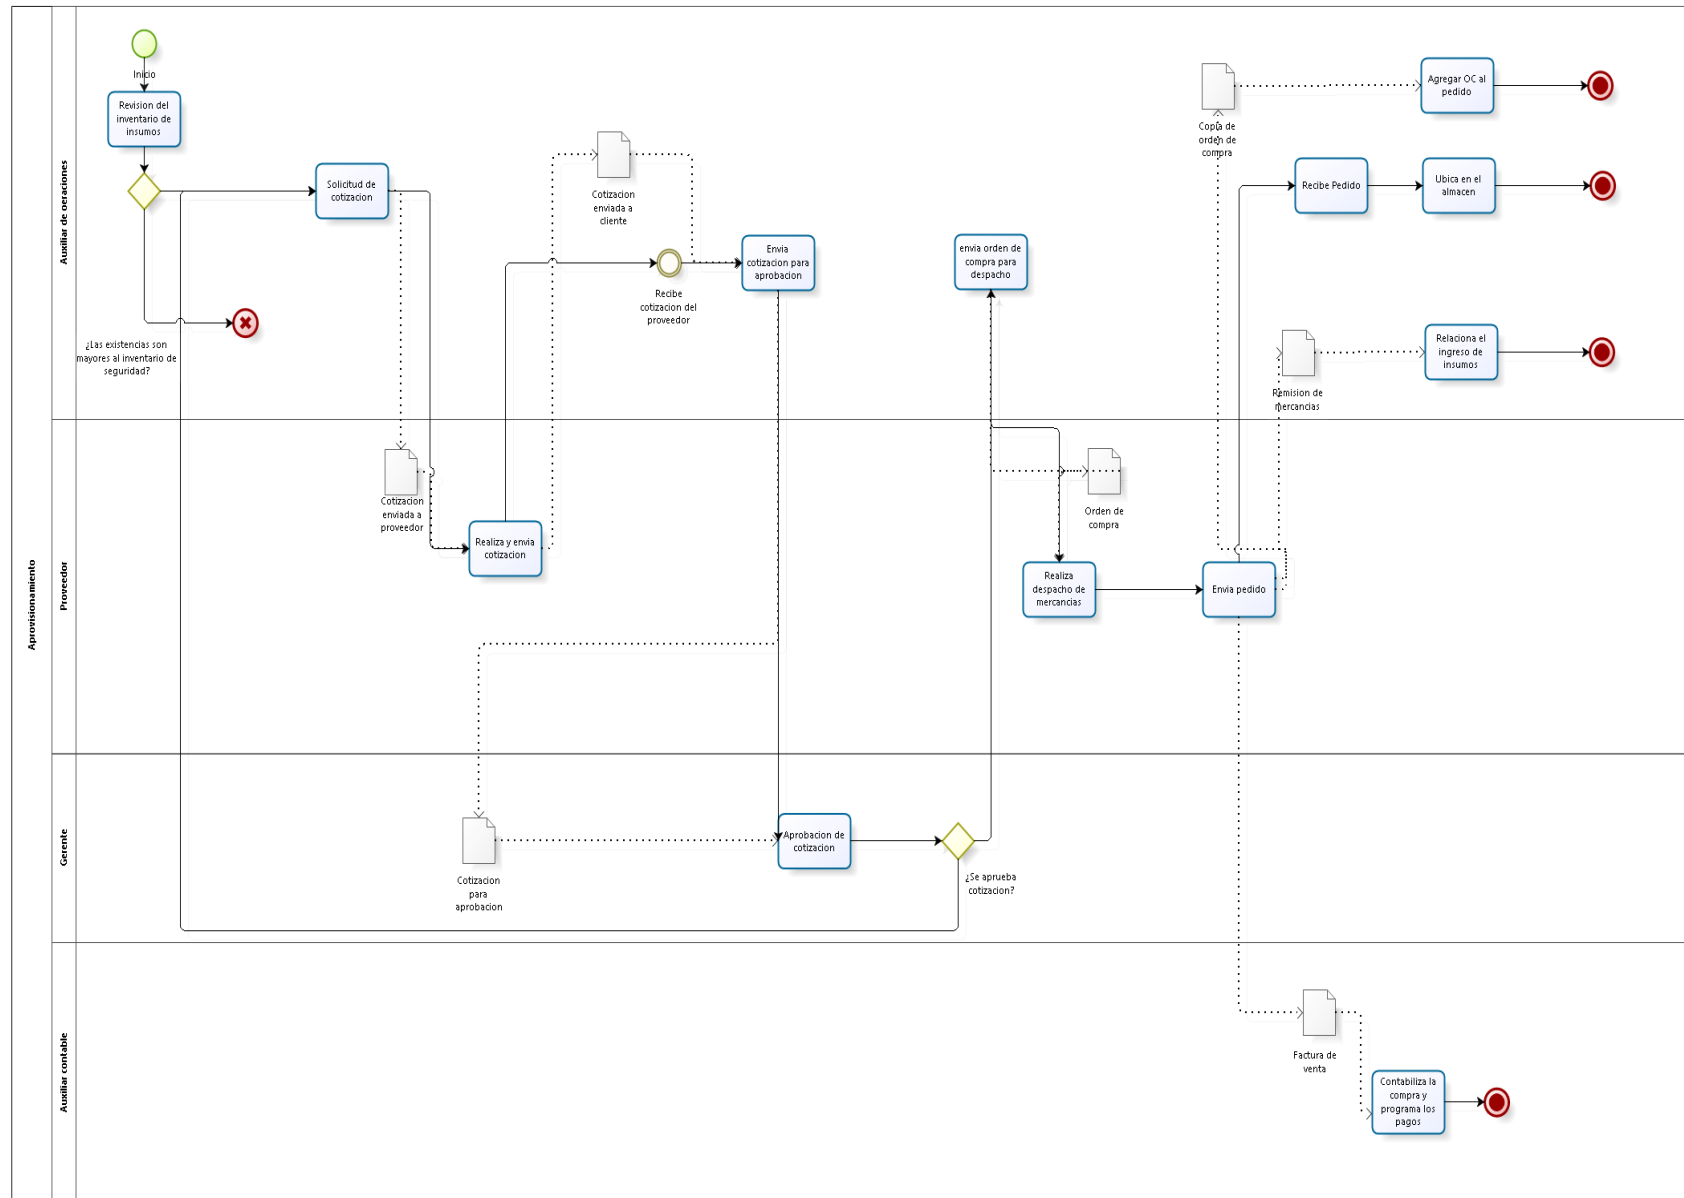 Aprovisionamiento
Auxiliar de oeraciones
Inicio
Revision del
inventario de
insumos
¿Las existencias son
mayores al inventario de
seguridad?
Solicitud de
cotizacion
Cotizacion
enviada a
cliente
Recibe
cotizacion del
proveedor
Envia
cotizacion para
aprobacion
envia orden de
compra para
despacho
Copia de
orden de
compra
Agregar OC al
pedido
Recibe Pedido
Ubica en el
almacen
Remision de
mercancias
Relaciona el
ingreso de
insumos
Proveedor
Cotizacion
enviada a
proveedor
Realiza y envia
cotizacion
Orden de
compra
Realiza
despacho de
mercancias
Envia pedido
Gerente
Cotizacion
para
aprobacion
Aprobacion de
cotizacion
¿Se aprueba
cotizacion?
Auxiliar contable
Factura de
venta
Contabiliza la
compra y
programa los
pagos